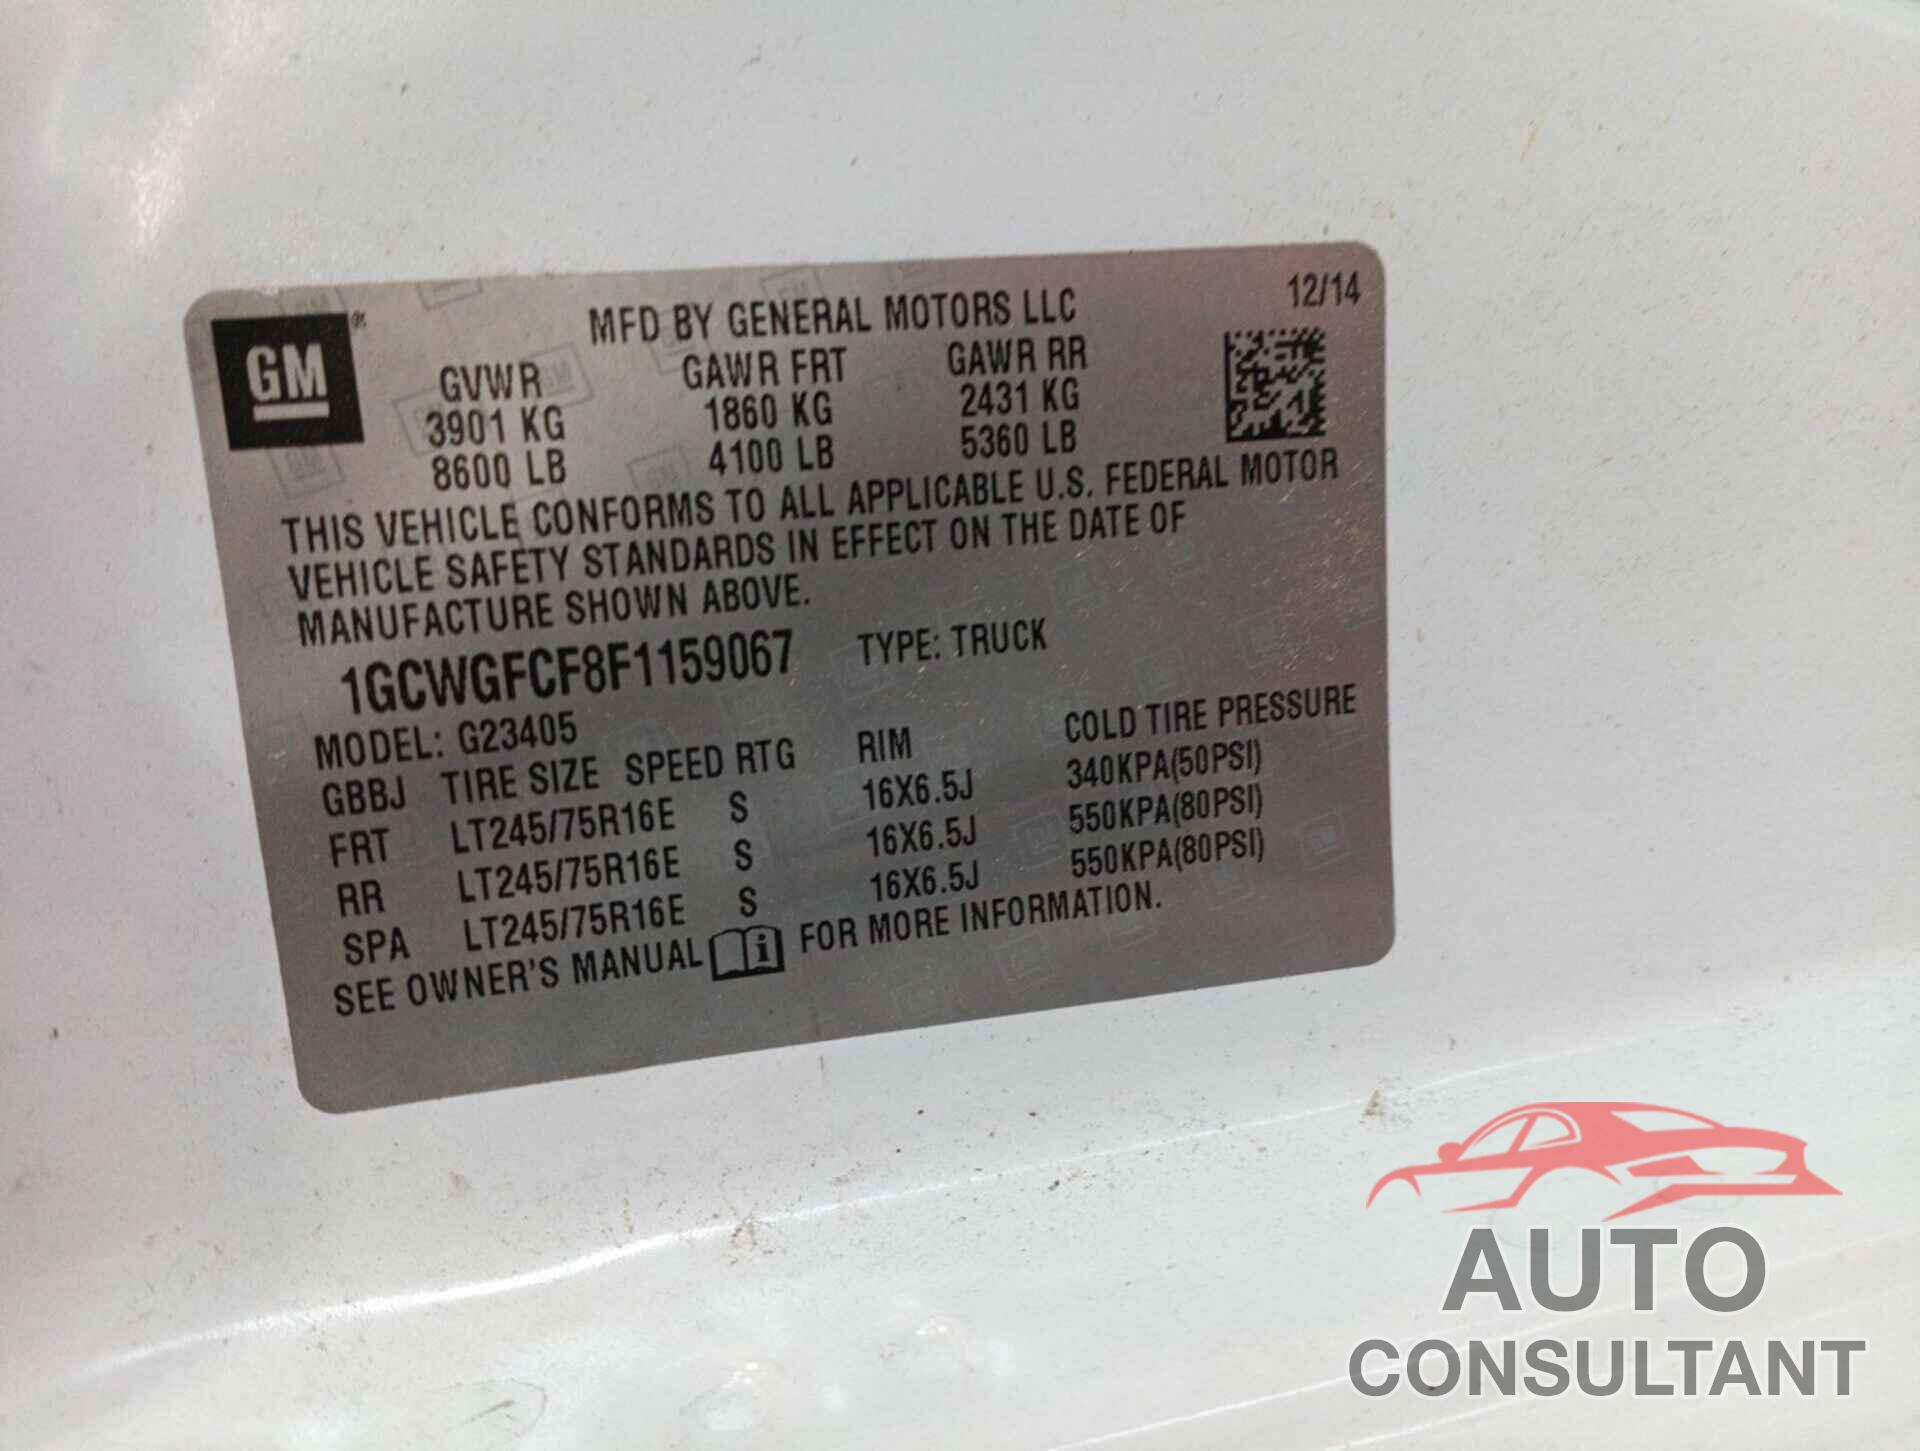 GM®
MFD BY GENERAL MOTORS LLC 12/14
GVWR GAWR FRT GAWR RR
3901 KG 1860 KG 2431 KG
8600 LB 4100 LB 5360 LB
THIS VEHICLE CONFORMS TO ALL APPLICABLE U.S. FEDERAL MOTOR
VEHICLE SAFETY STANDARDS IN EFFECT ON THE DATE OF
MANUFACTURE SHOWN ABOVE.
1GCWGFCF8F1159067 TYPE: TRUCK
MODEL: G23405
GBBJ TIRE SIZE SPEED RTG RIM COLD TIRE PRESSURE
FRT LT245/75R16E S 16X6.5J 340KPA(50PSI)
RR LT245/75R16E S 16X6.5J 550KPA(80PSI)
SPA LT245/75R16E S 16X6.5J 550KPA(80PSI)
SEE OWNER'S MANUAL i FOR MORE INFORMATION.
AUTO
CONSULTANT